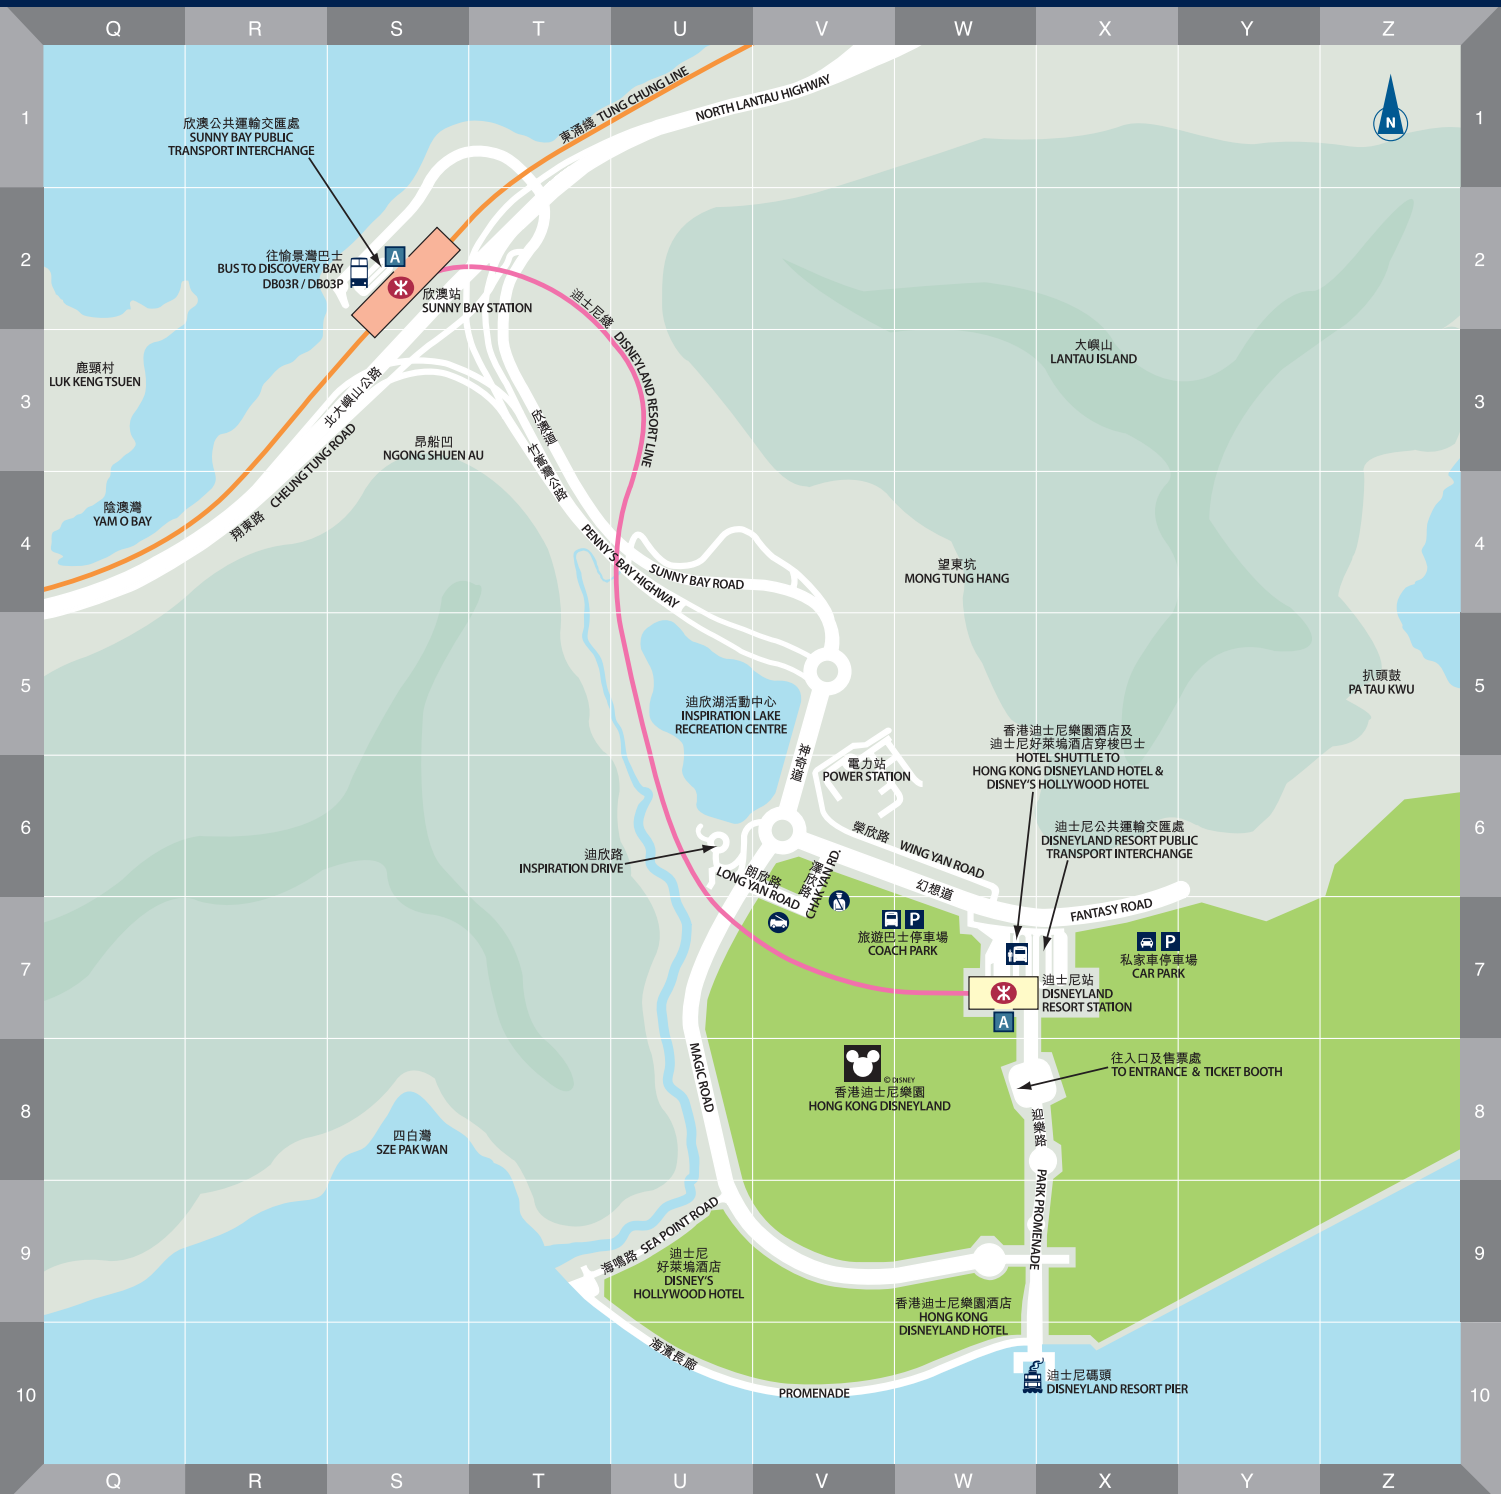 Q R S T U V W X Y Z
1
1
東涌綫 TUNG CHUNG LINE
NORTH LANTAU HIGHWAY
N
欣澳公共運輸交匯處
SUNNY BAY PUBLIC
TRANSPORT INTERCHANGE
2
2
往愉景灣巴士
BUS TO DISCOVERY BAY
DB03R / DB03P
A
欣澳站
SUNNY BAY STATION
迪士尼綫 DISNEYLAND RESORT LINE
3
3
鹿頸村
LUK KENG TSUEN
大嶼山
LANTAU ISLAND
北大嶼山公路
翔東路 CHEUNG TUNG ROAD
昂船凹
NGONG SHUEN AU
欣澳道
竹篙灣公路
陰澳灣
YAM O BAY
4
4
PENNY'S BAY HIGHWAY
SUNNY BAY ROAD
望東坑
MONG TUNG HANG
5
5
扒頭鼓
PA TAU KWU
迪欣湖活動中心
INSPIRATION LAKE
RECREATION CENTRE
神奇道
電力站
POWER STATION
香港迪士尼樂園酒店及
迪士尼好萊塢酒店穿梭巴士
HOTEL SHUTTLE TO
HONG KONG DISNEYLAND HOTEL &
DISNEY'S HOLLYWOOD HOTEL
6
6
迪士尼公共運輸交匯處
DISNEYLAND RESORT PUBLIC
TRANSPORT INTERCHANGE
榮欣路 WING YAN ROAD
迪欣路
INSPIRATION DRIVE
朗欣路
LONG YAN ROAD
澤欣路
CHAK YAN RD.
幻想道
FANTASY ROAD
7
7
P
旅遊巴士停車場
COACH PARK
P
私家車停車場
CAR PARK
迪士尼站
DISNEYLAND
RESORT STATION
A
MAGIC ROAD
© DISNEY
香港迪士尼樂園
HONG KONG DISNEYLAND
往入口及售票處
TO ENTRANCE & TICKET BOOTH
8
8
四白灣
SZE PAK WAN
迎樂路
PARK PROMENADE
9
9
海鳴路 SEA POINT ROAD
迪士尼
好萊塢酒店
DISNEY'S
HOLLYWOOD HOTEL
香港迪士尼樂園酒店
HONG KONG
DISNEYLAND HOTEL
10
10
海濱長廊
PROMENADE
迪士尼碼頭
DISNEYLAND RESORT PIER
Q R S T U V W X Y Z